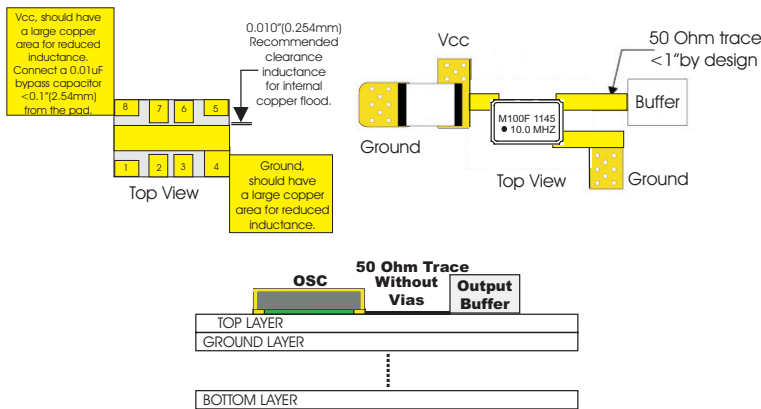 Vcc, should have
a large copper
area for reduced
inductance.
Connect a 0.01uF
bypass capacitor
<0.1"(2.54mm)
from the pad.
0.010"(0.254mm)
Recommended
clearance
inductance
for internal
copper flood.
8 7 6 5
1 2 3 4
Top View
Ground,
should have
a large copper
area for reduced
inductance.
Vcc
50 Ohm trace
<1"by design
Buffer
M100F 1145
10.0 MHZ
Ground
Top View
Ground
OSC
50 Ohm Trace
Without
Vias
Output
Buffer
TOP LAYER
GROUND LAYER
BOTTOM LAYER